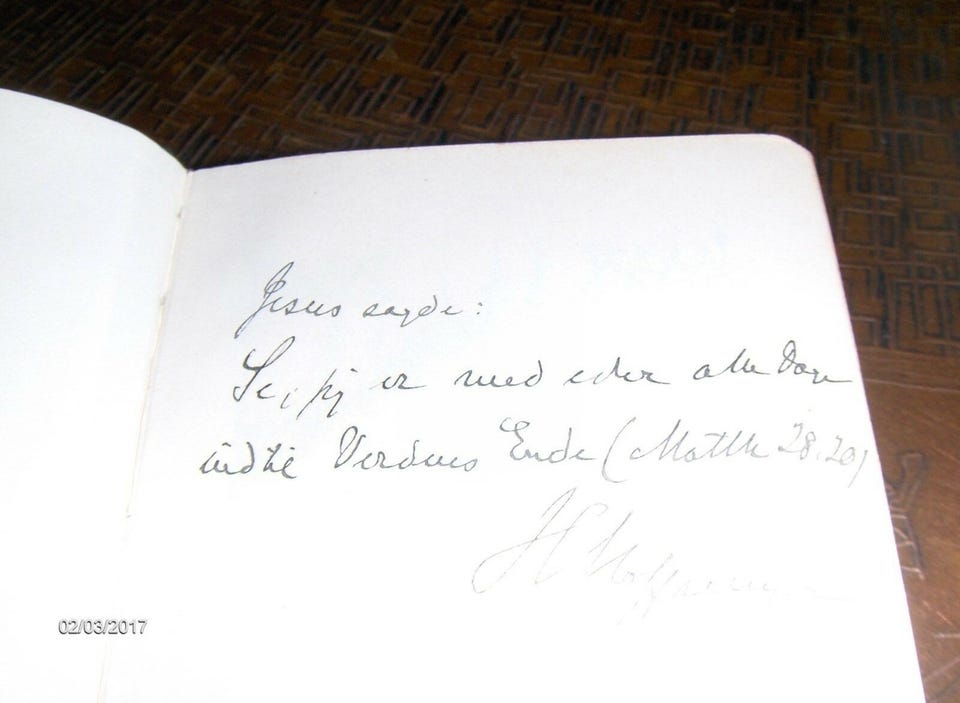 Jesus sagde:
Se, jeg er med eder alle Dage
indtil Verdens Ende (Matth 28.20)
02/03/2017